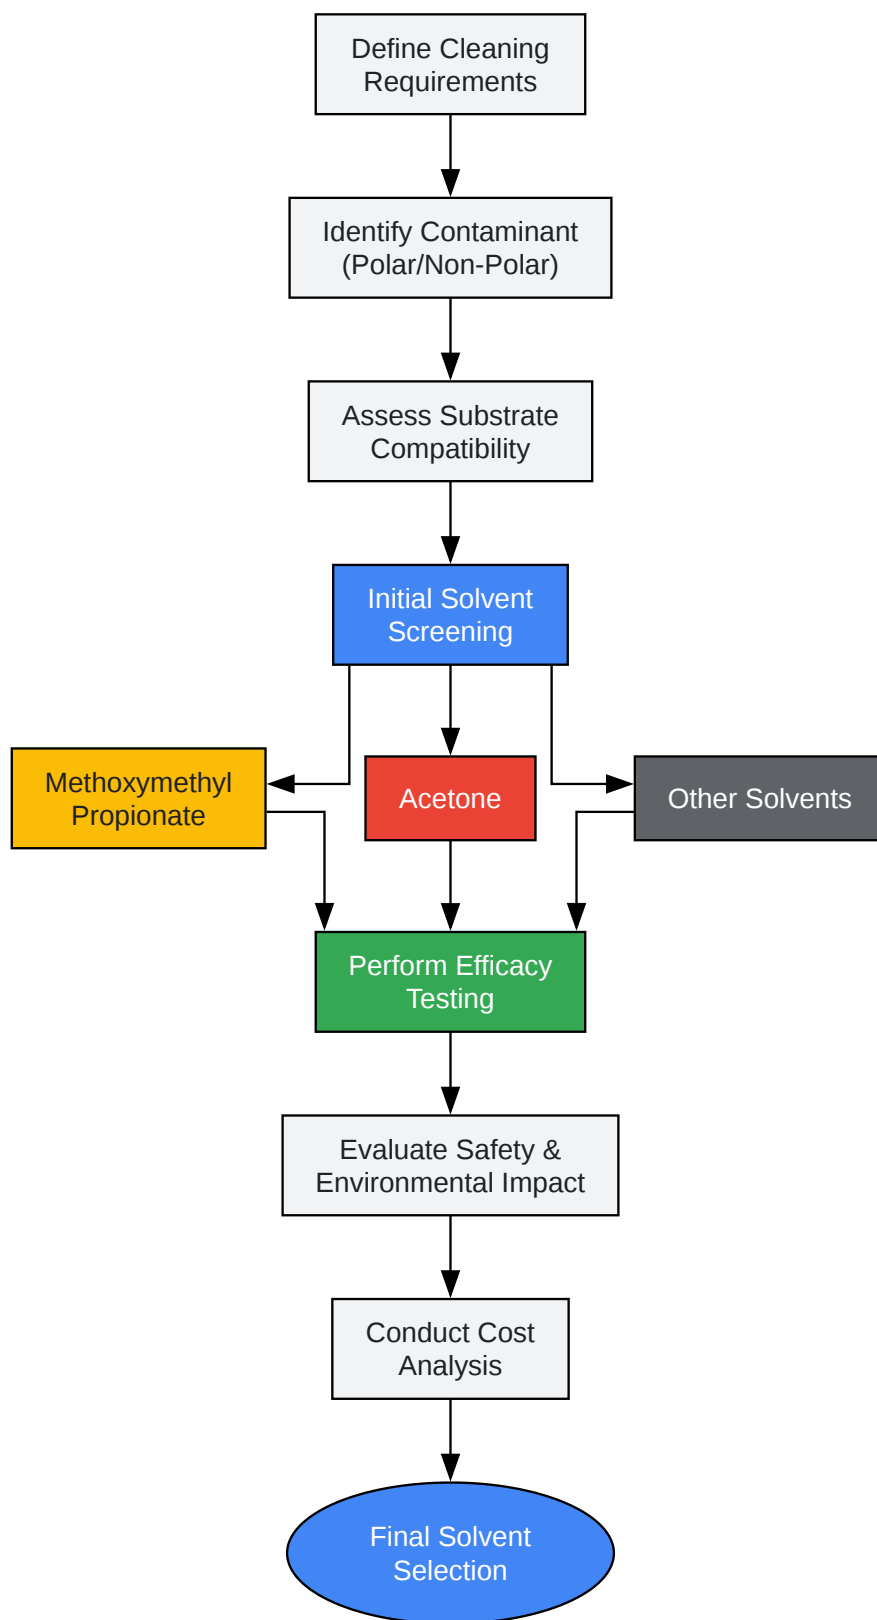 Define Cleaning
Requirements
Identify Contaminant
(Polar/Non-Polar)
Assess Substrate
Compatibility
Initial Solvent
Screening
Methoxymethyl
Propionate
Acetone
Other Solvents
Perform Efficacy
Testing
Evaluate Safety &
Environmental Impact
Conduct Cost
Analysis
Final Solvent
Selection